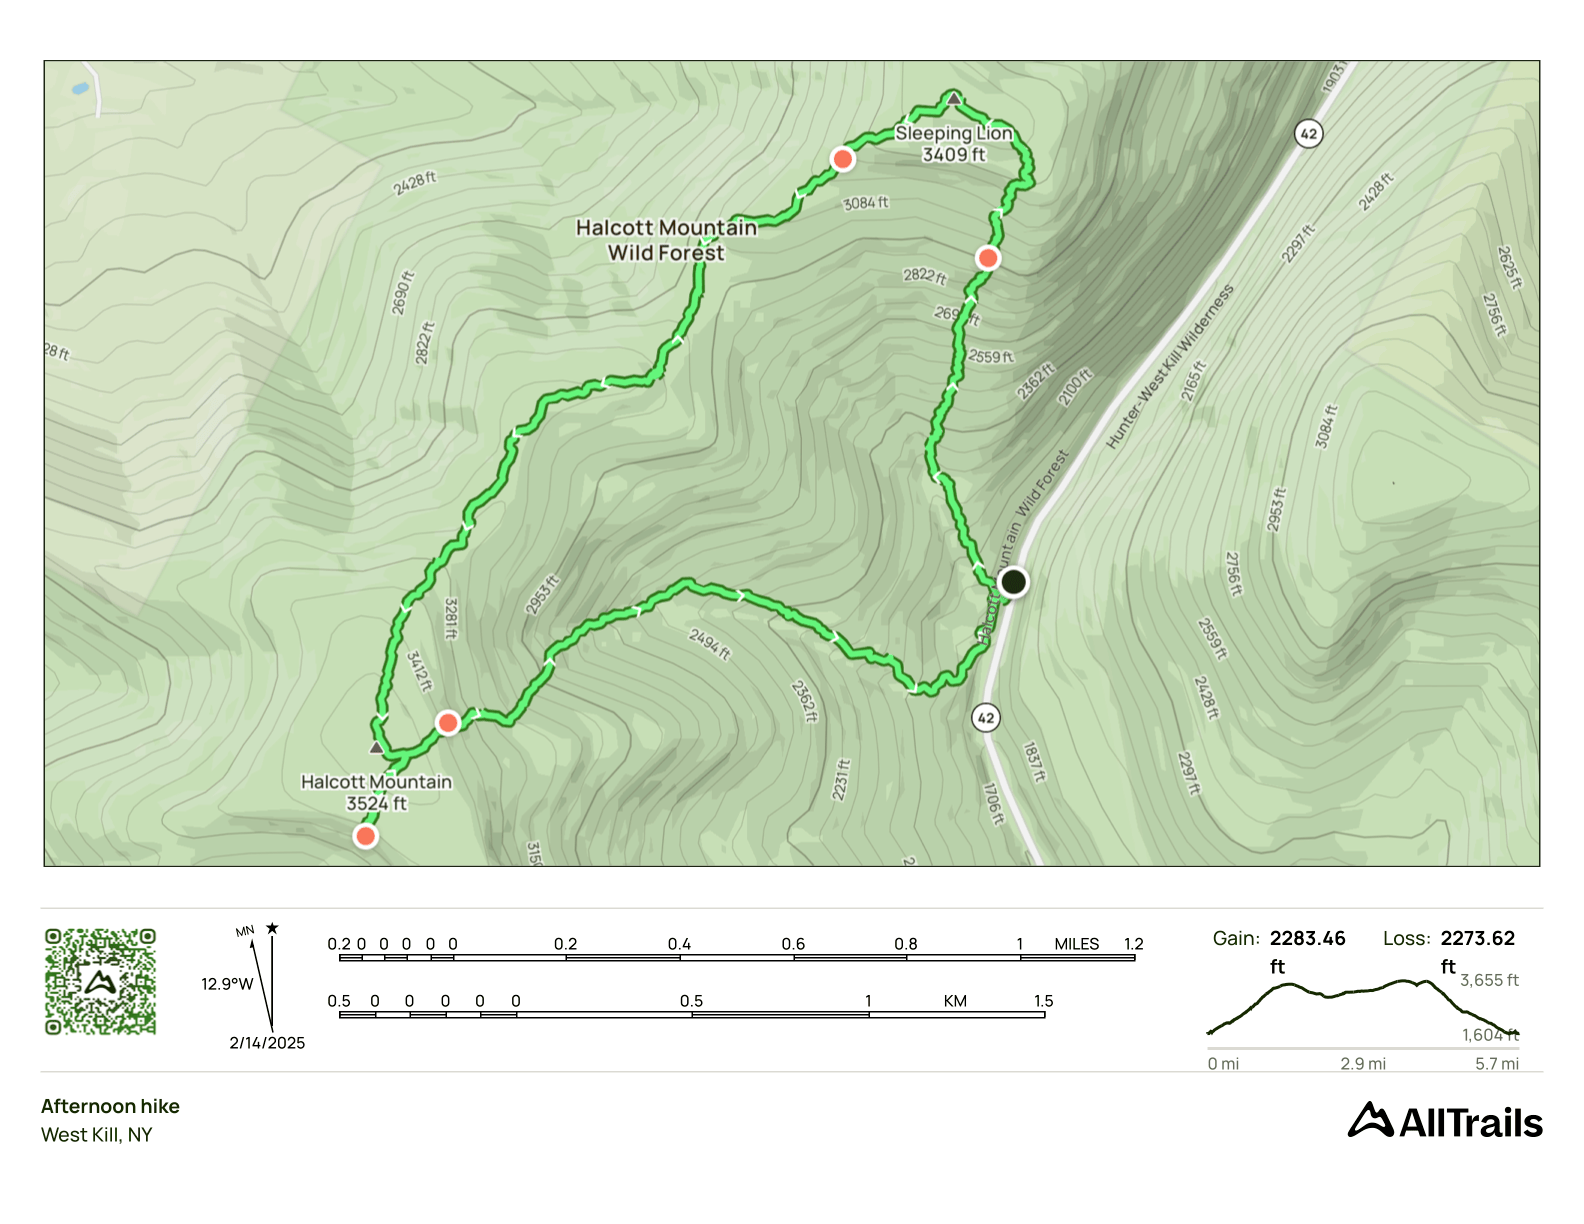 1903 ft
42
Sleeping Lion
3409 ft
2428 ft
2428 ft
3084 ft
Halcott Mountain
Wild Forest
2297 ft
2625 ft
2690 ft
2822 ft
2756 ft
2822 ft
28 ft
2559 ft
2362 ft
2100 ft
Hunter-West Kill Wilderness
2165 ft
3084 ft
Wild Forest
2953 ft
2953 ft
2756 ft
3281 ft
Halcott
2494 ft
2559 ft
3412 ft
2362 ft
2428 ft
42
Halcott Mountain
3524 ft
2231 ft
1837 ft
2297 ft
1706 ft
315
2
MN
0.2 0 0 0 0 0 0.2 0.4 0.6 0.8 1 MILES 1.2
12.9°W
0.5 0 0 0 0 0 0.5 1 KM 1.5
2/14/2025
Gain: 2283.46 ft
Loss: 2273.62 ft
3,655 ft
1,604 ft
0 mi 2.9 mi 5.7 mi
Afternoon hike
West Kill, NY
AllTrails